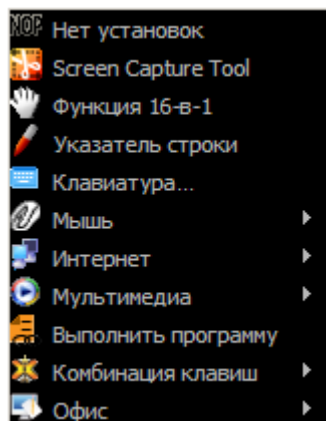 NOP Нет установок
Screen Capture Tool
Функция 16-в-1
Указатель строки
Клавиатура...
Мышь
Интернет
Мультимедиа
Выполнить программу
Комбинация клавиш
Офис